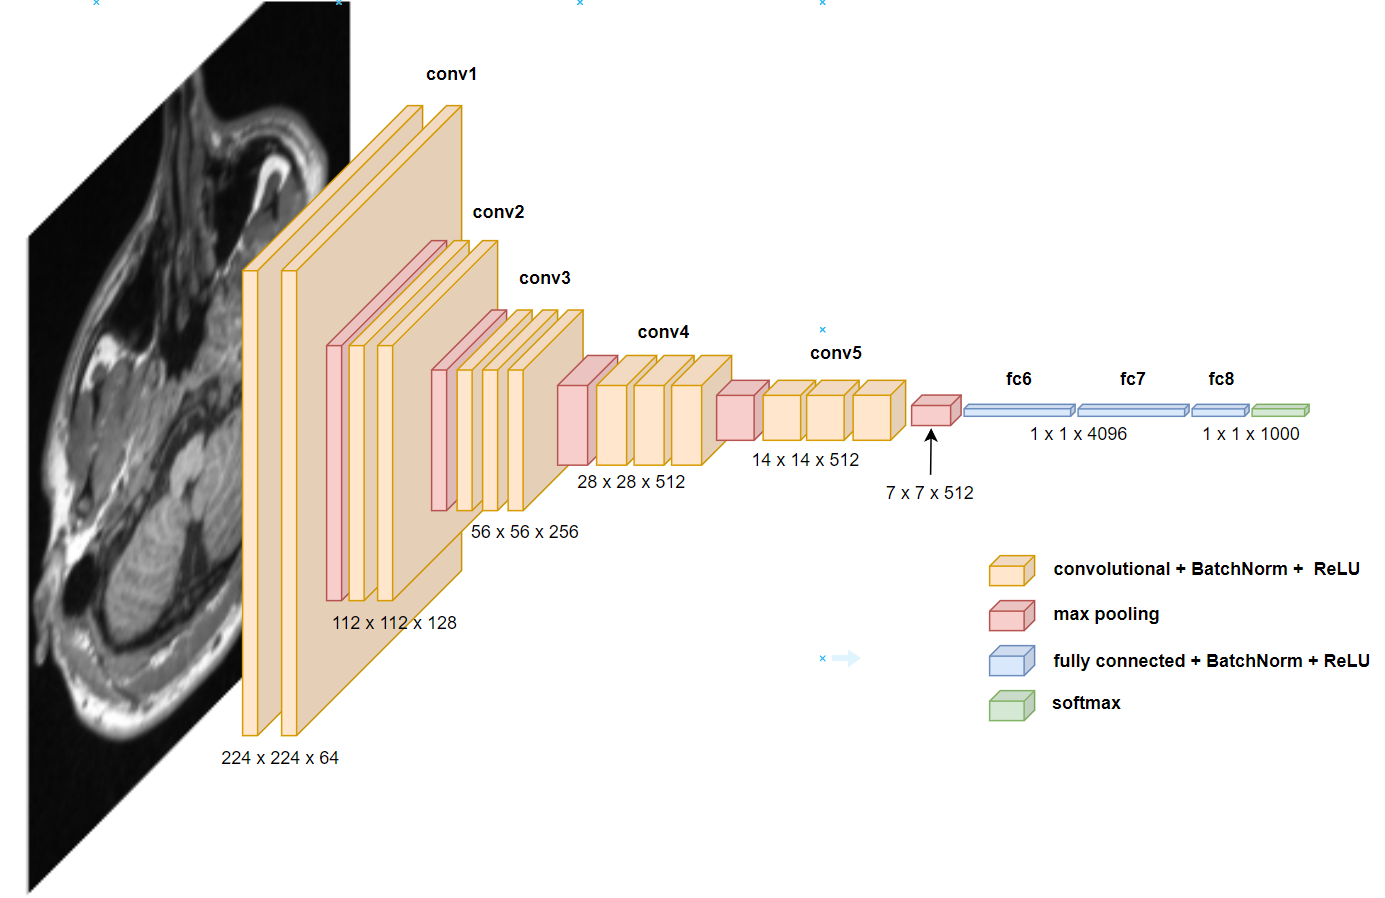 conv1
conv2
conv3
conv4
conv5
fc6 fc7 fc8
1 x 1 x 4096 1 x 1 x 1000
14 x 14 x 512
28 x 28 x 512
7 x 7 x 512
56 x 56 x 256
112 x 112 x 128
224 x 224 x 64
convolutional + BatchNorm + ReLU
max pooling
fully connected + BatchNorm + ReLU
softmax